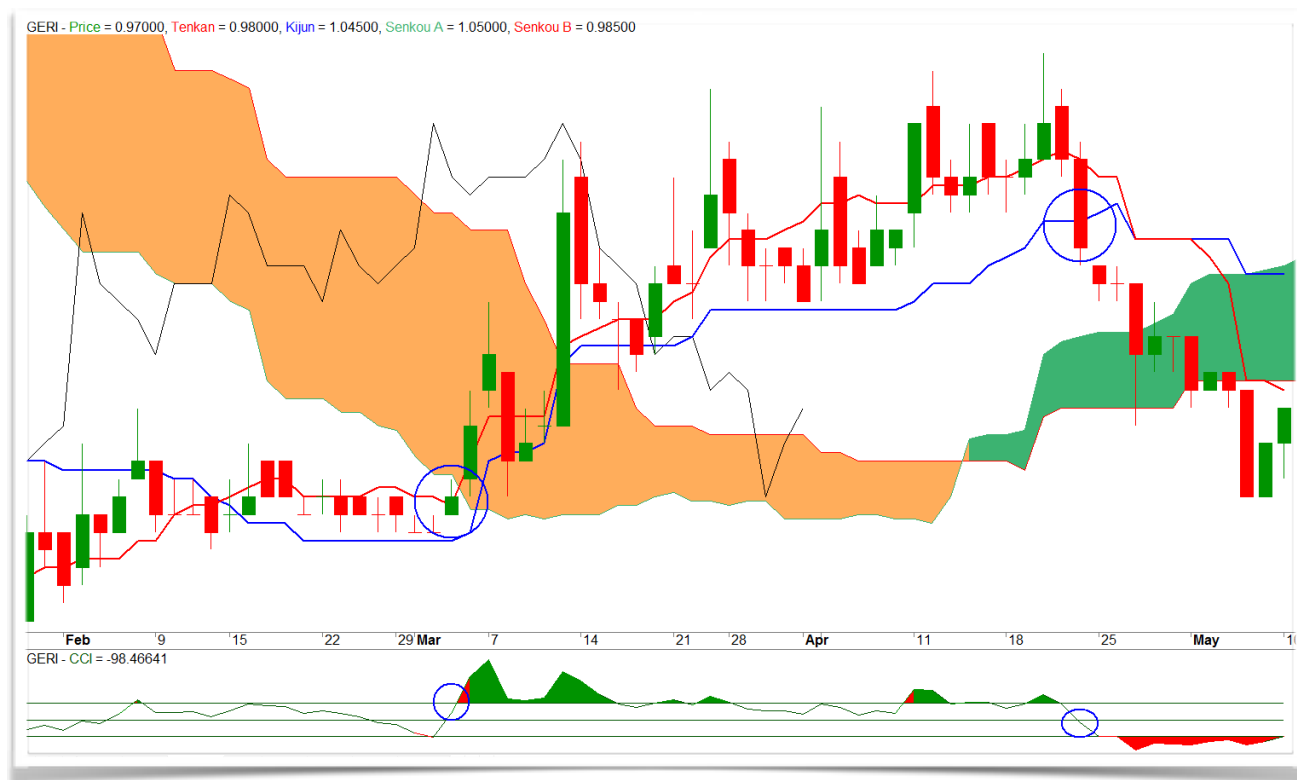 GERI - Price = 0.97000, Tenkan = 0.98000, Kijun = 1.04500, Senkou A = 1.05000, Senkou B = 0.98500
Feb 9 15 22 29 Mar 7 14 21 28 Apr 11 18 25 May 10
GERI - CCI = -98.46641